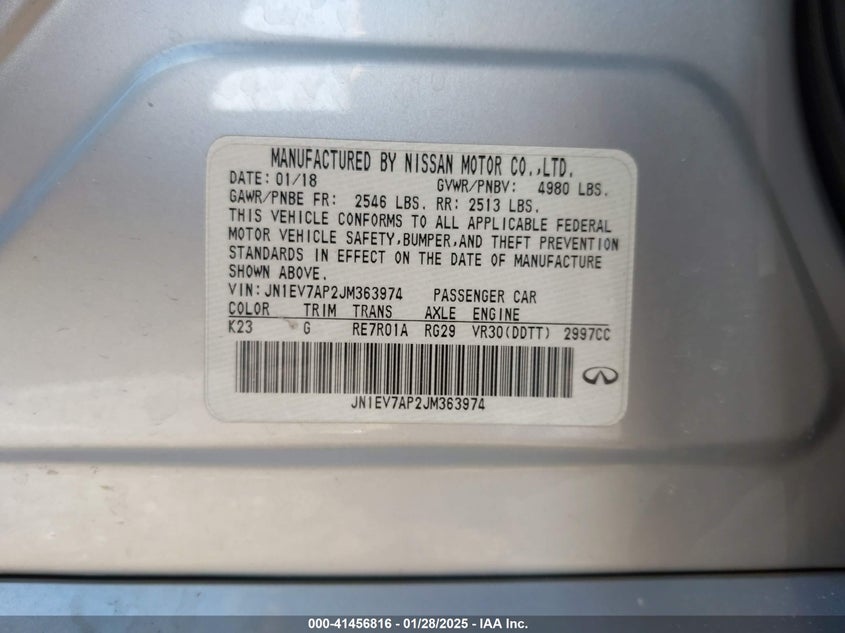 MANUFACTURED BY NISSAN MOTOR CO.,LTD.
DATE: 01/18 GVWR/PNBV: 4980 LBS.
GAWR/PNBE FR: 2546 LBS. RR: 2513 LBS.
THIS VEHICLE CONFORMS TO ALL APPLICABLE FEDERAL
MOTOR VEHICLE SAFETY,BUMPER,AND THEFT PREVENTION
STANDARDS IN EFFECT ON THE DATE OF MANUFACTURE
SHOWN ABOVE.
VIN: JN1EV7AP2JM363974 PASSENGER CAR
COLOR TRIM TRANS AXLE ENGINE
K23 G RE7R01A RG29 VR30(DDTT) 2997CC
JN1EV7AP2JM363974
000-41456816 | 01/28/2025 - IAA Inc.